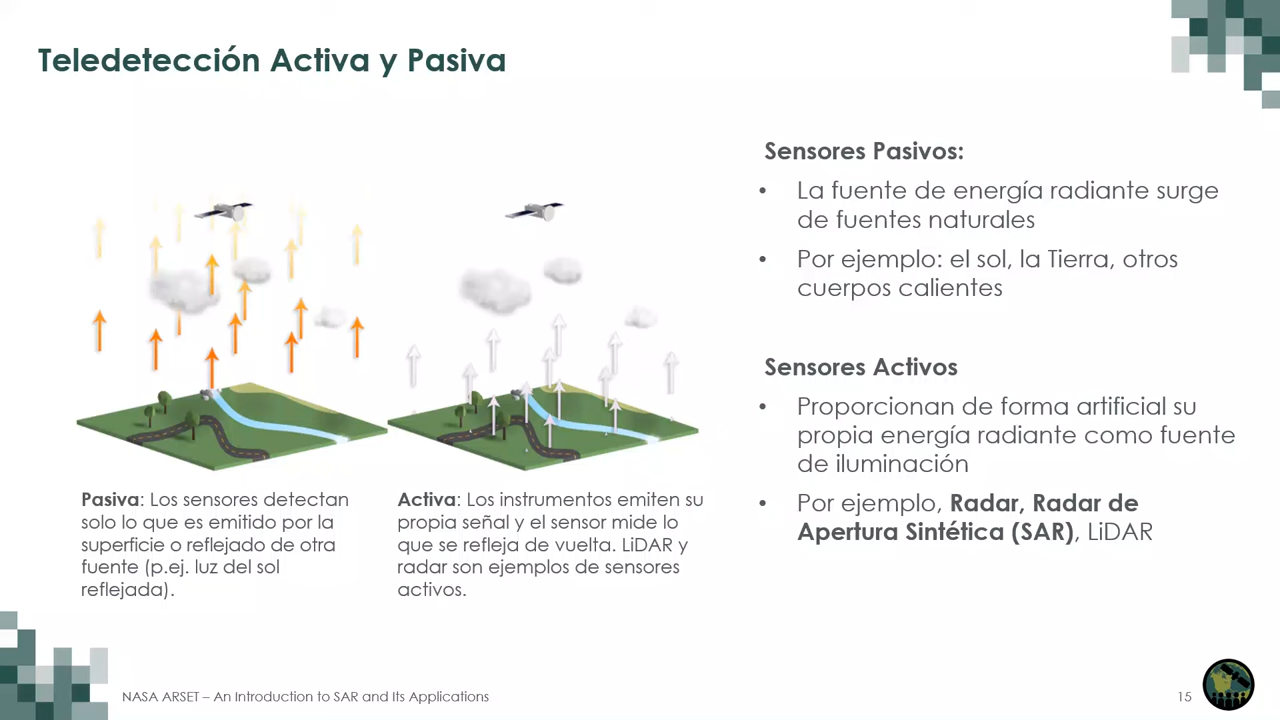 Teledetección Activa y Pasiva
Pasiva: Los sensores detectan
solo lo que es emitido por la
superficie o reflejado de otra
fuente (p.ej. luz del sol
reflejada).
Activa: Los instrumentos emiten su
propia señal y el sensor mide lo
que se refleja de vuelta. LiDAR y
radar son ejemplos de sensores
activos.
Sensores Pasivos:
• La fuente de energía radiante surge
de fuentes naturales
• Por ejemplo: el sol, la Tierra, otros
cuerpos calientes
Sensores Activos
• Proporcionan de forma artificial su
propia energía radiante como fuente
de iluminación
• Por ejemplo, Radar, Radar de
Apertura Sintética (SAR), LiDAR
NASA ARSET – An Introduction to SAR and Its Applications
15